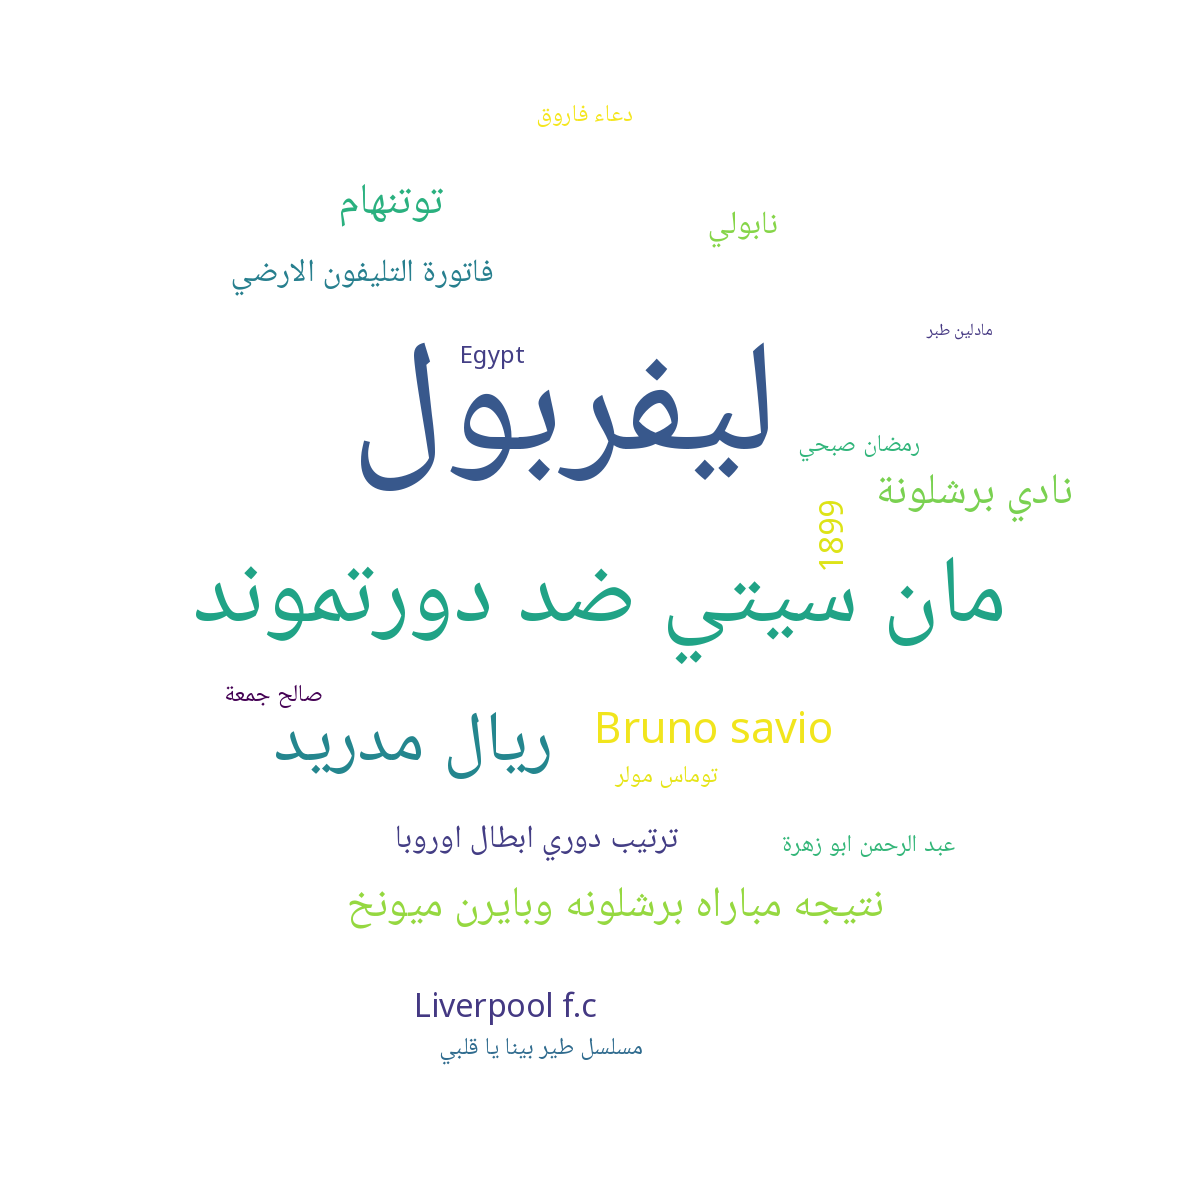 دعاء فاروق
توتنهام
نابولي
فاتورة التليفون الارضي
مادلين طبر
Egypt
ليفربول
رمضان صبحي
نادي برشلونة
1899
مان سيتي ضد دورتموند
صالح جمعة
ريال مدريد
Bruno savio
توماس مولر
ترتيب دوري ابطال اوروبا
عبد الرحمن ابو زهرة
نتيجه مباراه برشلونه وبايرن ميونخ
Liverpool f.c
مسلسل طير بينا يا قلبي